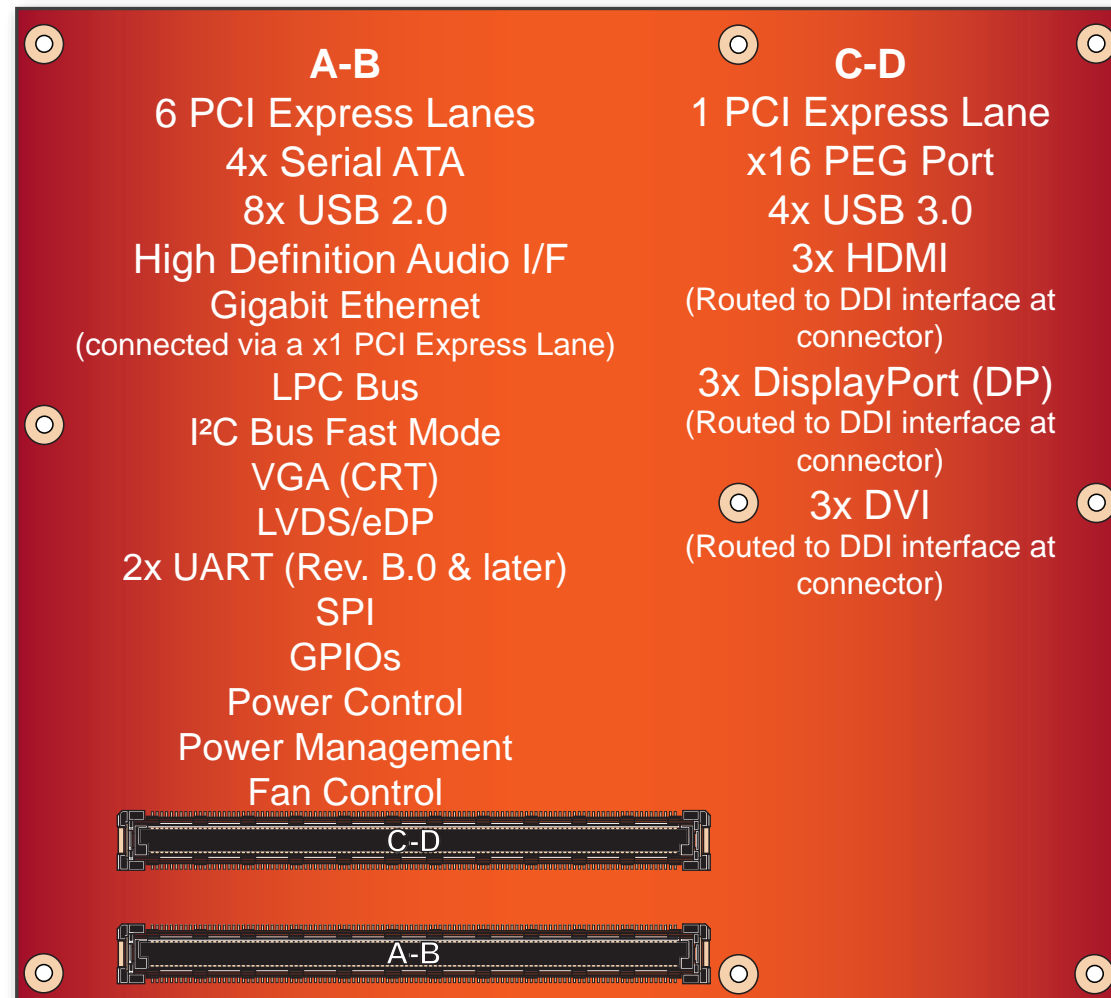 A-B
6 PCI Express Lanes
4x Serial ATA
8x USB 2.0
High Definition Audio I/F
Gigabit Ethernet
(connected via a x1 PCI Express Lane)
LPC Bus
I²C Bus Fast Mode
VGA (CRT)
LVDS/eDP
2x UART (Rev. B.0 & later)
SPI
GPIOs
Power Control
Power Management
Fan Control
C-D
1 PCI Express Lane
x16 PEG Port
4x USB 3.0
3x HDMI
(Routed to DDI interface at
connector)
3x DisplayPort (DP)
(Routed to DDI interface at
connector)
3x DVI
(Routed to DDI interface at
connector)
C-D
A-B